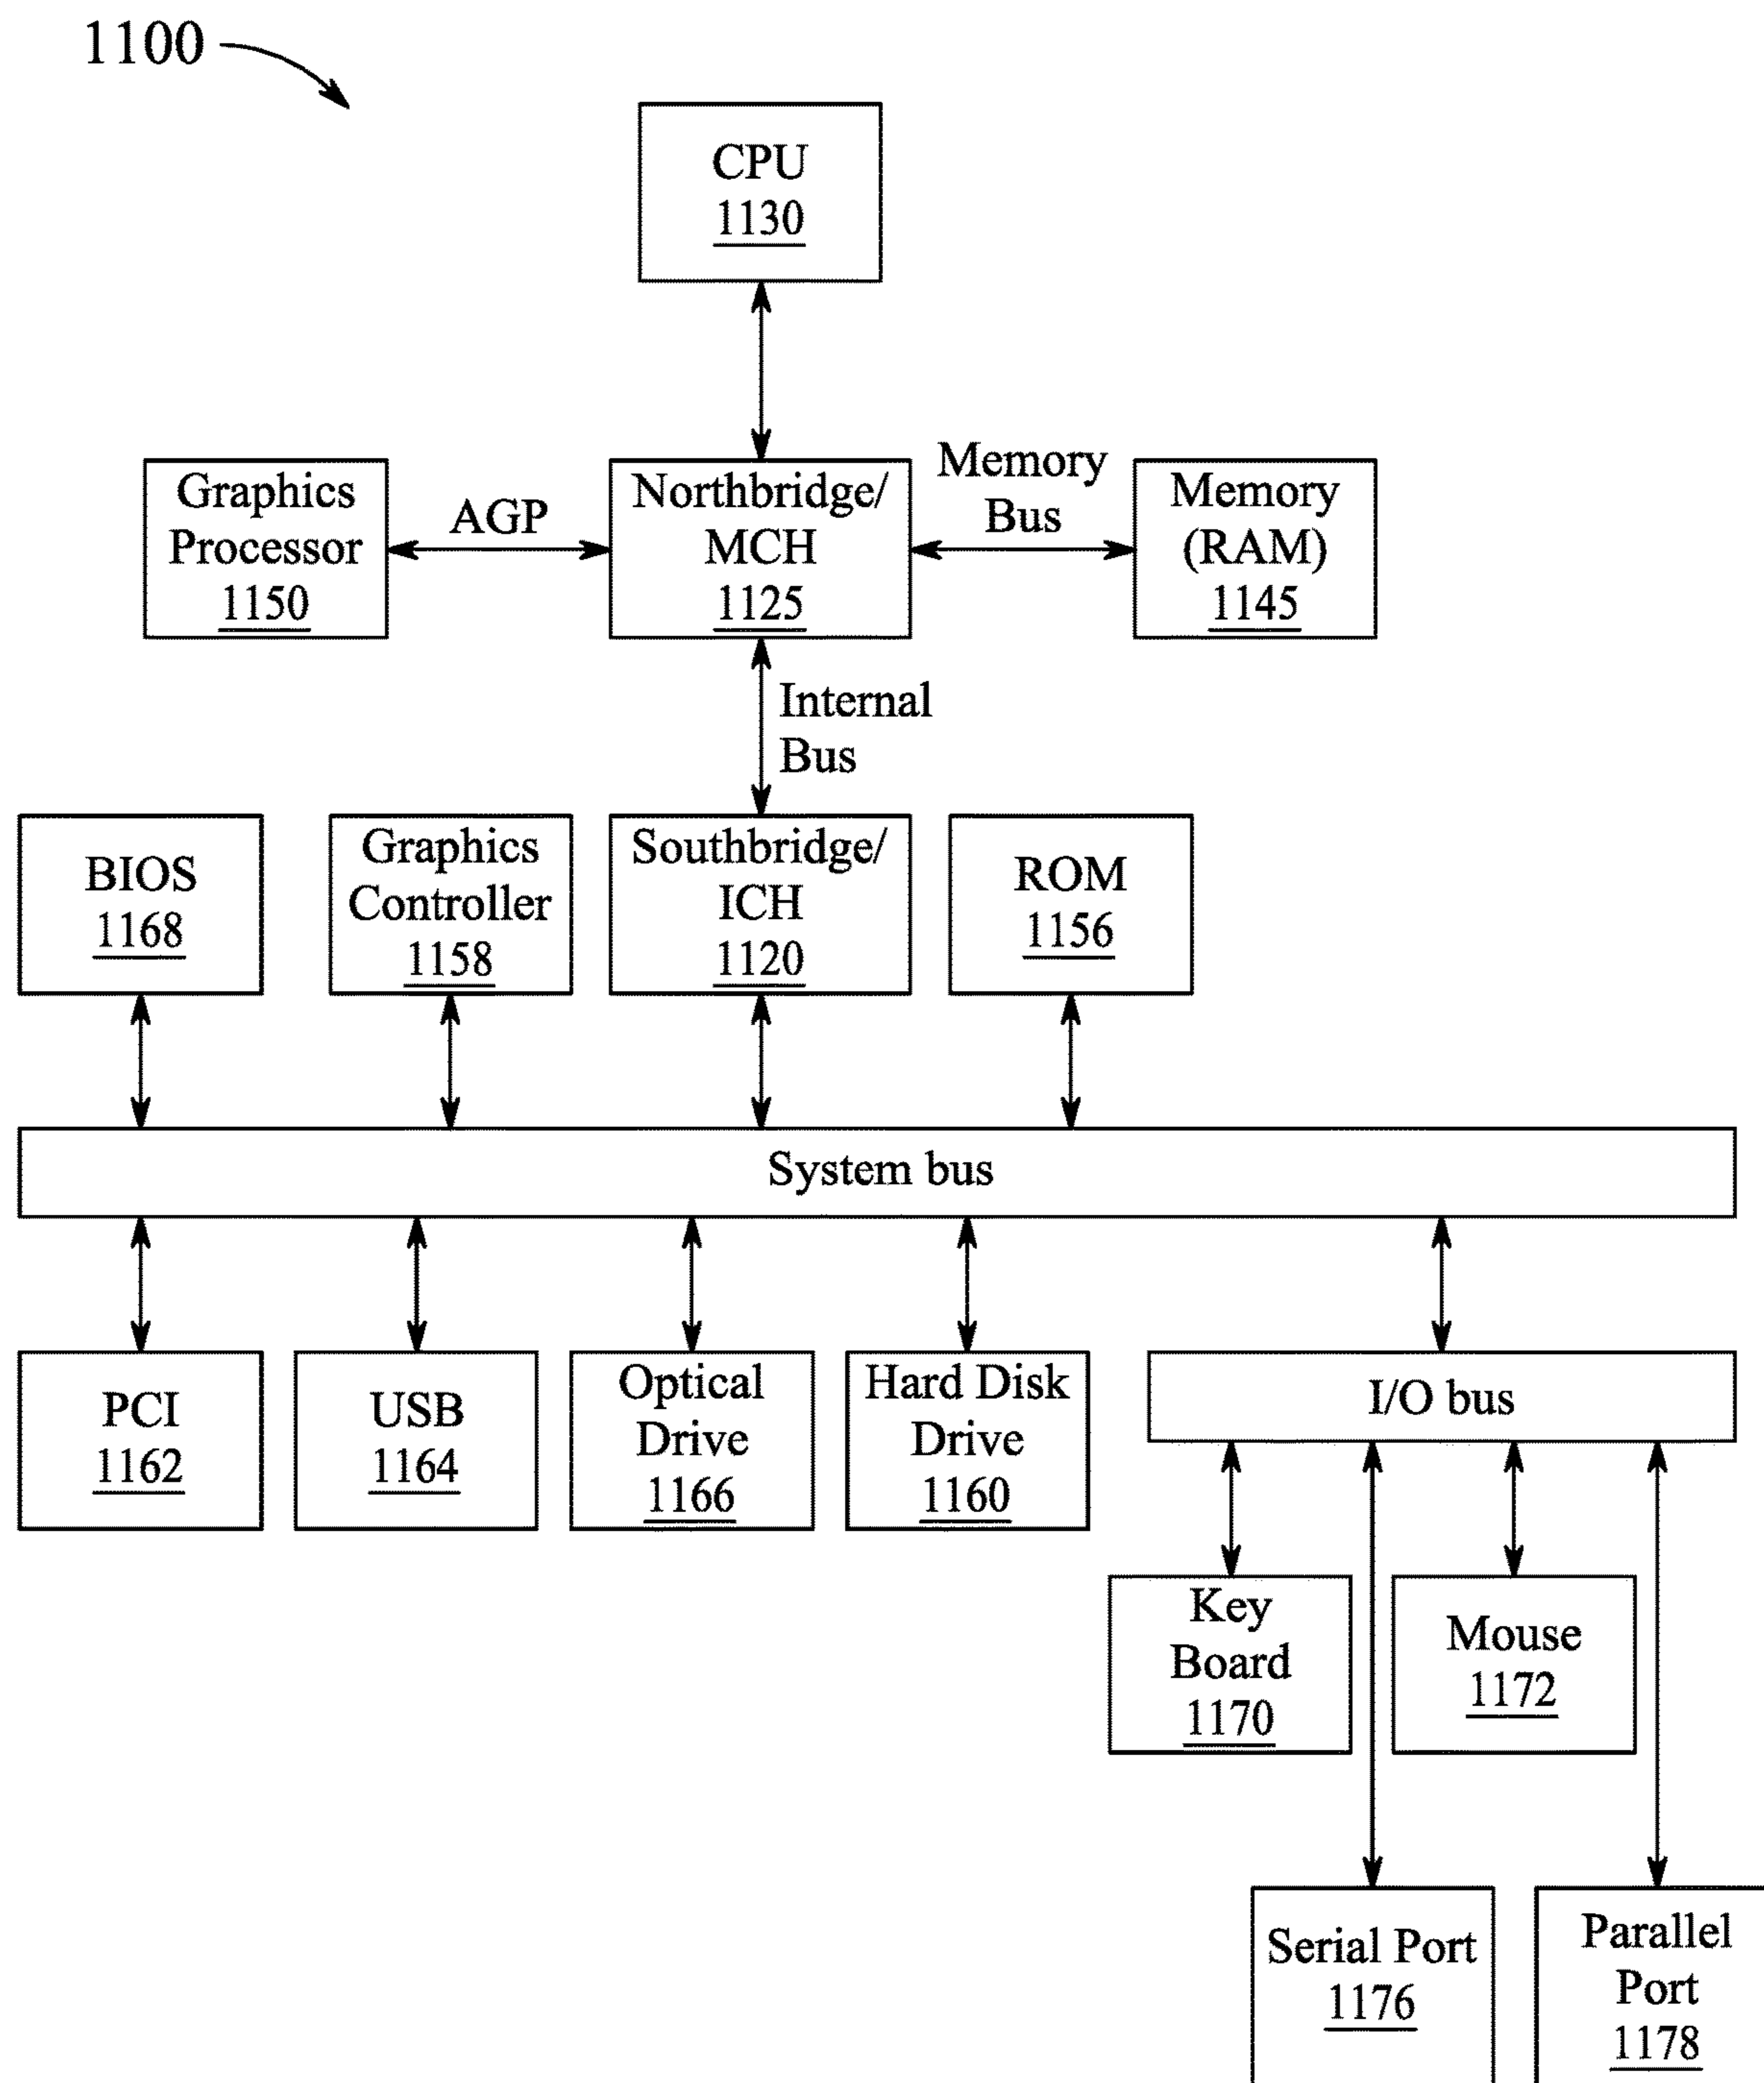 1100
CPU
1130
Graphics
Processor
1150
AGP
Northbridge/
MCH
1125
Memory
Bus
Memory
(RAM)
1145
Internal
Bus
BIOS
1168
Graphics
Controller
1158
Southbridge/
ICH
1120
ROM
1156
System bus
PCI
1162
USB
1164
Optical
Drive
1166
Hard Disk
Drive
1160
I/O bus
Key
Board
1170
Mouse
1172
Serial Port
1176
Parallel
Port
1178